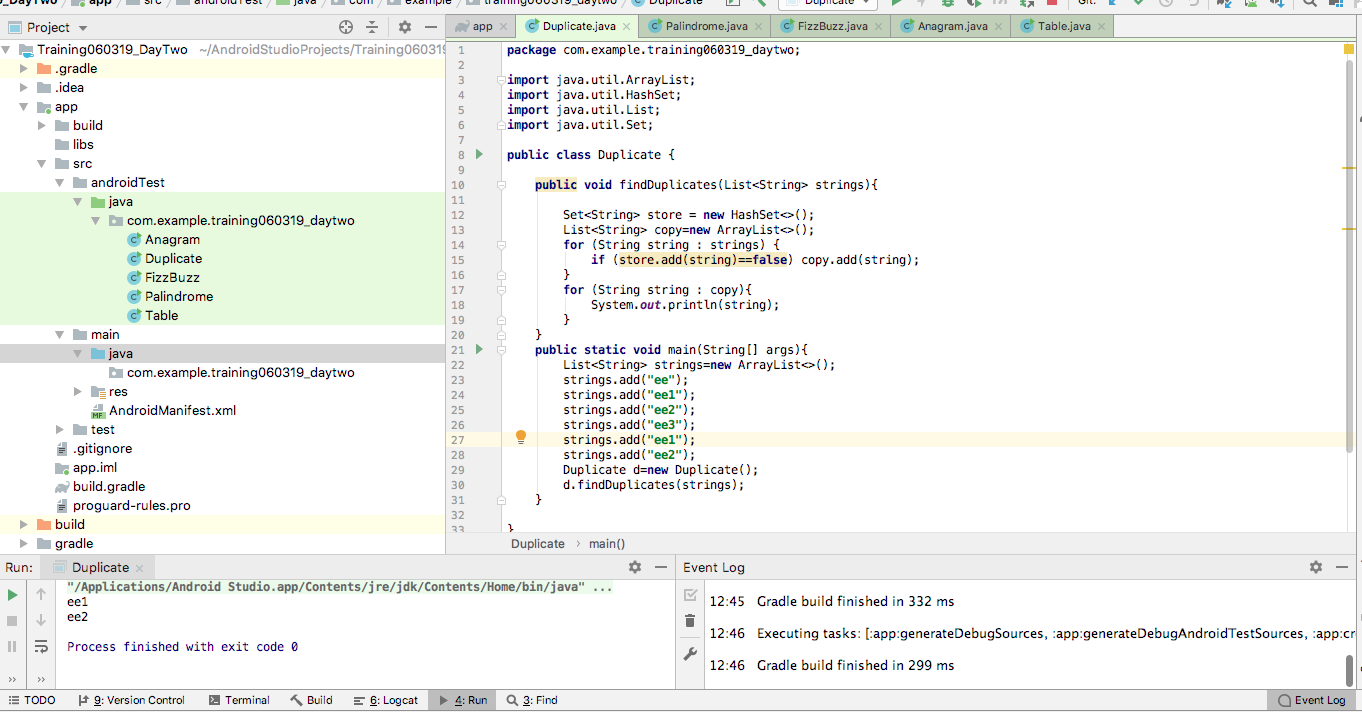 app src androidTest java com example training060319_daytwo Duplicate Duplicate Git:
Project
Training060319_DayTwo ~/AndroidStudioProjects/Training060319
.gradle
.idea
app
build
libs
src
androidTest
java
com.example.training060319_daytwo
Anagram
Duplicate
FizzBuzz
Palindrome
Table
main
java
com.example.training060319_daytwo
res
AndroidManifest.xml
test
.gitignore
app.iml
build.gradle
proguard-rules.pro
build
gradle
app Duplicate.java Palindrome.java FizzBuzz.java Anagram.java Table.java
1 package com.example.training060319_daytwo;
2
3 import java.util.ArrayList;
4 import java.util.HashSet;
5 import java.util.List;
6 import java.util.Set;
7
8 public class Duplicate {
9
10 public void findDuplicates(List<String> strings){
11
12 Set<String> store = new HashSet<>();
13 List<String> copy=new ArrayList<>();
14 for (String string : strings) {
15 if (store.add(string)==false) copy.add(string);
16 }
17 for (String string : copy){
18 System.out.println(string);
19 }
20 }
21 public static void main(String[] args){
22 List<String> strings=new ArrayList<>();
23 strings.add("ee");
24 strings.add("ee1");
25 strings.add("ee2");
26 strings.add("ee3");
27 strings.add("ee1");
28 strings.add("ee2");
29 Duplicate d=new Duplicate();
30 d.findDuplicates(strings);
31 }
32
33 }
Duplicate › main()
Run: Duplicate
"/Applications/Android Studio.app/Contents/jre/jdk/Contents/Home/bin/java" ...
ee1
ee2
Process finished with exit code 0
Event Log
12:45 Gradle build finished in 332 ms
12:46 Executing tasks: [:app:generateDebugSources, :app:generateDebugAndroidTestSources, :app:cr
12:46 Gradle build finished in 299 ms
TODO 9: Version Control Terminal Build 6: Logcat 4: Run 3: Find Event Log